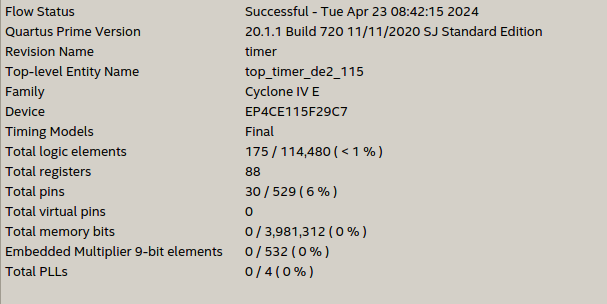 Flow Status Successful - Tue Apr 23 08:42:15 2024
Quartus Prime Version 20.1.1 Build 720 11/11/2020 SJ Standard Edition
Revision Name timer
Top-level Entity Name top_timer_de2_115
Family Cyclone IV E
Device EP4CE115F29C7
Timing Models Final
Total logic elements 175 / 114,480 ( < 1 % )
Total registers 88
Total pins 30 / 529 ( 6 % )
Total virtual pins 0
Total memory bits 0 / 3,981,312 ( 0 % )
Embedded Multiplier 9-bit elements 0 / 532 ( 0 % )
Total PLLs 0 / 4 ( 0 % )